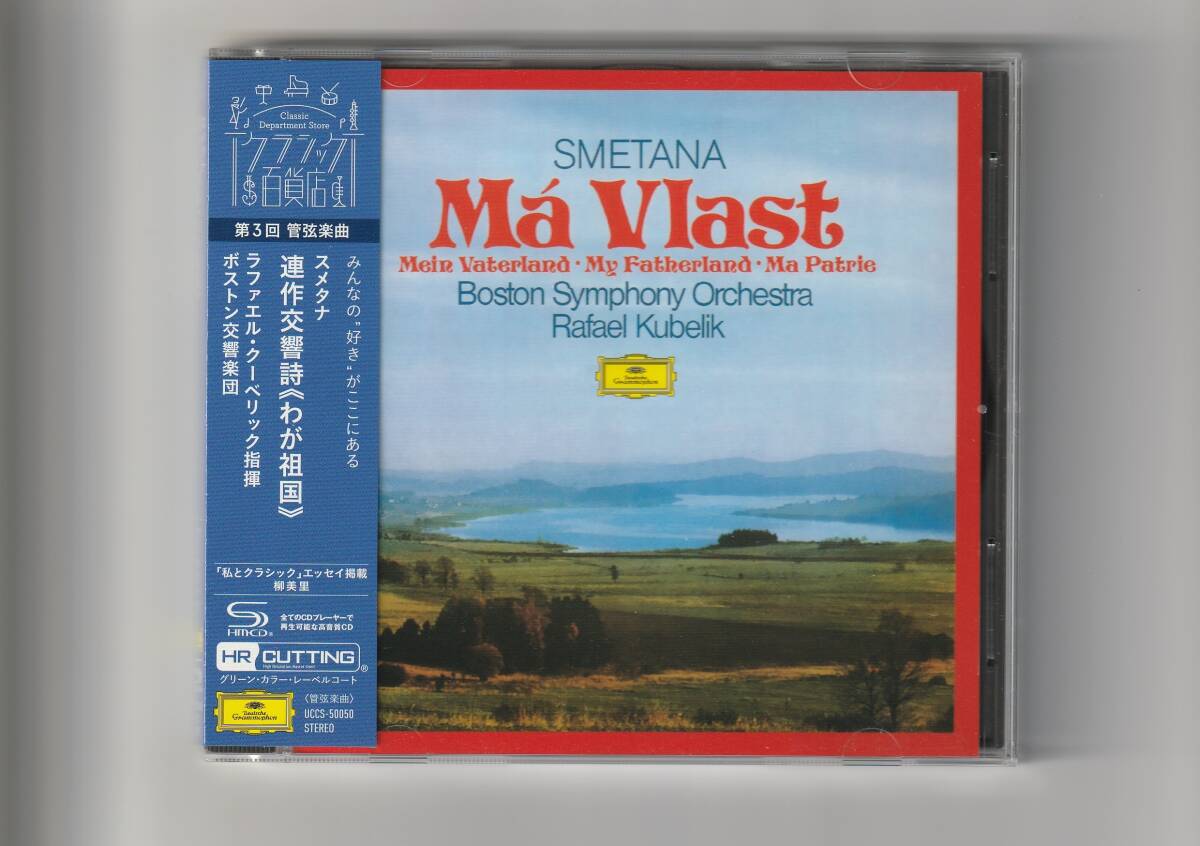 Classic
Department Store
クラシック
百貨店
第3回 管弦楽曲
みんなの"好き"がここにある
スメタナ
連作交響詩《わが祖国》
ラファエル・クーベリック指揮
ボストン交響楽団
「私とクラシック」エッセイ掲載
柳美里
SHM-CD®
全てのCDプレーヤーで
再生可能な高音質CD
HR CUTTING®
グリーン・カラー・レーベルコート
Deutsche
Grammophon
〈管弦楽曲〉
UCCS-50050
STEREO
SMETANA
Má Vlast
Mein Vaterland · My Fatherland · Ma Patrie
Boston Symphony Orchestra
Rafael Kubelik
Deutsche
Grammophon